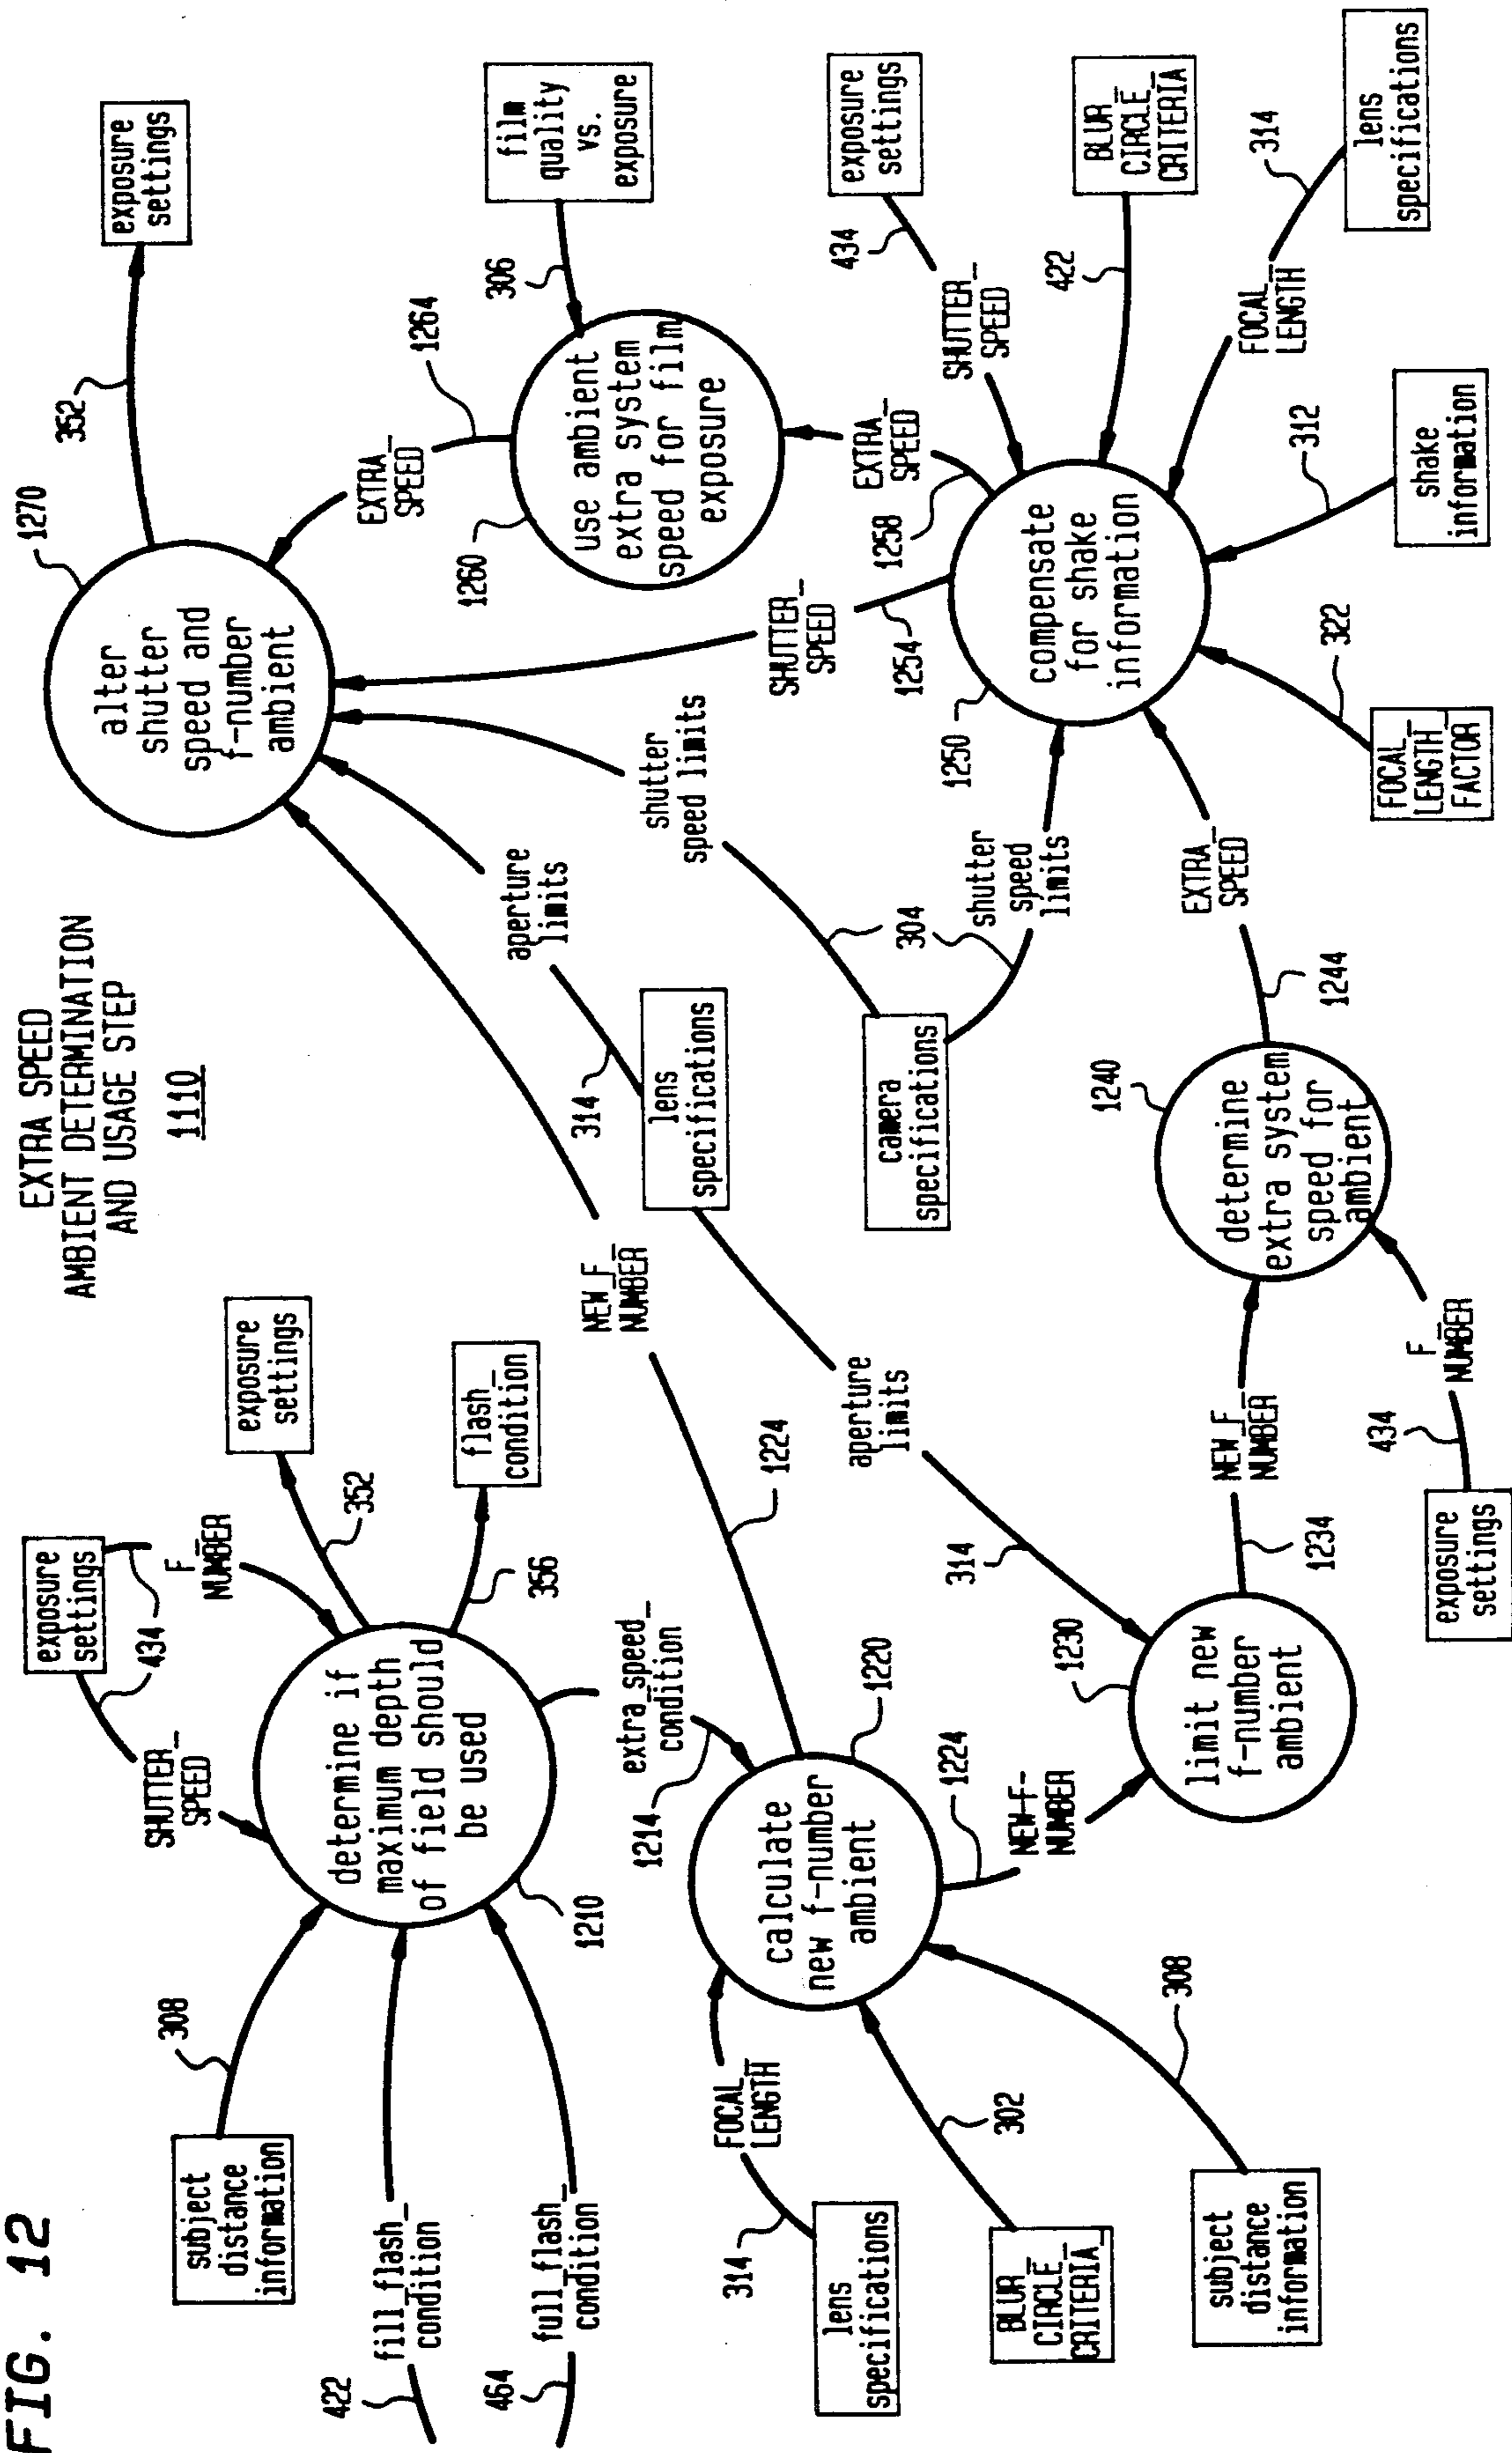 FIG. 12
EXTRA SPEED
AMBIENT DETERMINATION
AND USAGE STEP
1110
exposure
settings
434
SHUTTER_
SPEED
F_
NUMBER
subject
distance
information
308
fill_flash_
condition
422
full_flash_
condition
464
determine if
maximum depth
of field should
be used
1210
352
exposure
settings
356
flash_
condition
extra_speed_
condition
1214
lens
specifications
314
FOCAL_
LENGTH
BLUR_
CIRCLE_
CRITERIA_
302
subject
distance
information
308
calculate
new f-number
ambient
1220
1224
NEW_F_
NUMBER
1224
NEW_F_
NUMBER
limit new
f-number
ambient
1230
314
aperture
limits
lens
specifications
314
aperture
limits
1234
NEW_F_
NUMBER
exposure
settings
434
F_
NUMBER
determine
extra system
speed for
ambient
1240
1244
EXTRA_
SPEED
camera
specifications
304
shutter
speed limits
shutter
speed
limits
compensate
for shake
information
1250
FOCAL_
LENGTH_
FACTOR
322
shake
information
312
lens
specifications
314
FOCAL_
LENGTH
BLUR_
CIRCLE_
CRITERIA
422
exposure
settings
434
SHUTTER_
SPEED
1254
SHUTTER_
SPEED
1258
EXTRA_
SPEED
use ambient
extra system
speed for film
exposure
1260
film
quality
vs.
exposure
306
1264
EXTRA_
SPEED
alter
shutter
speed and
f-number
ambient
1270
352
exposure
settings